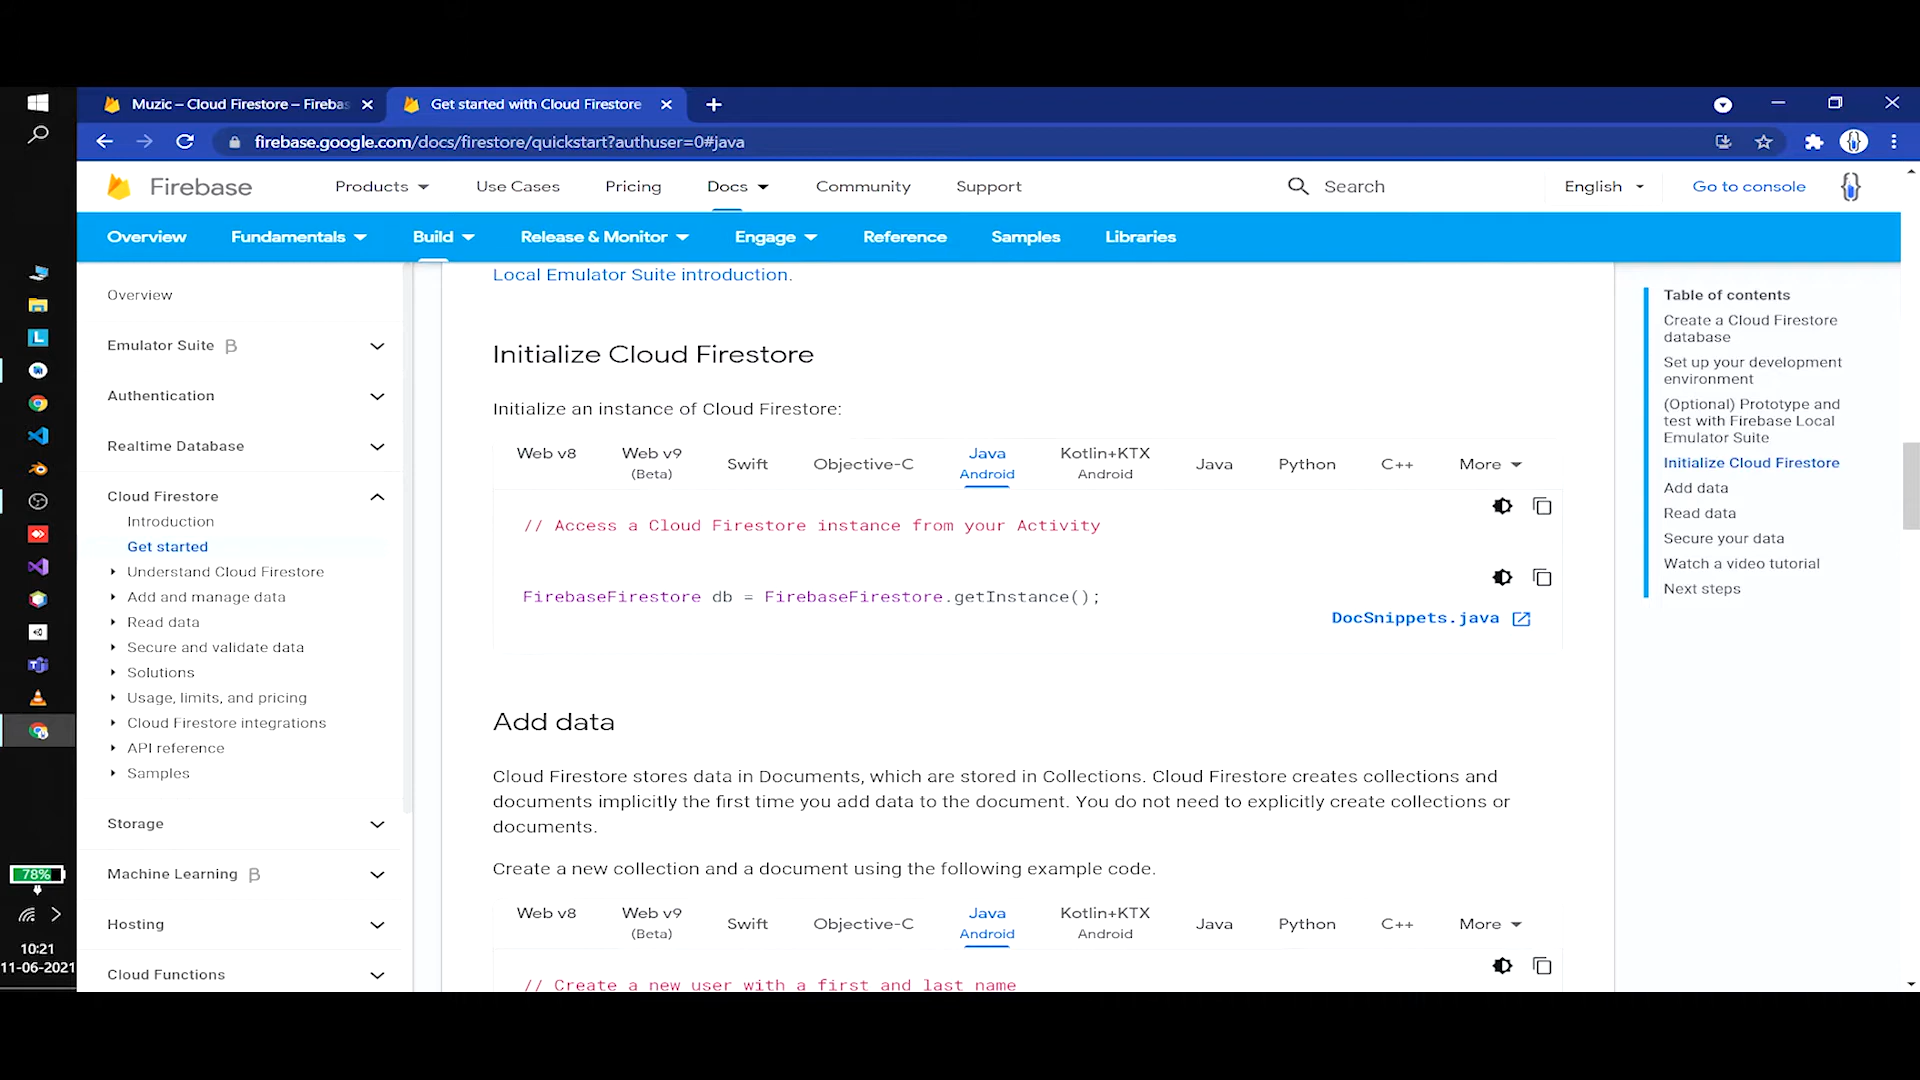 Muzic – Cloud Firestore – Firebas
Get started with Cloud Firestore
firebase.google.com/docs/firestore/quickstart?authuser=0#java
Firebase
Products
Use Cases
Pricing
Docs
Community
Support
Search
English
Go to console
Overview
Fundamentals
Build
Release & Monitor
Engage
Reference
Samples
Libraries
Overview
Emulator Suite β
Authentication
Realtime Database
Cloud Firestore
Introduction
Get started
Understand Cloud Firestore
Add and manage data
Read data
Secure and validate data
Solutions
Usage, limits, and pricing
Cloud Firestore integrations
API reference
Samples
Storage
Machine Learning β
Hosting
Cloud Functions
Local Emulator Suite introduction.
Initialize Cloud Firestore
Initialize an instance of Cloud Firestore:
Web v8
Web v9
(Beta)
Swift
Objective-C
Java
Android
Kotlin+KTX
Android
Java
Python
C++
More
// Access a Cloud Firestore instance from your Activity
FirebaseFirestore db = FirebaseFirestore.getInstance();
DocSnippets.java
Add data
Cloud Firestore stores data in Documents, which are stored in Collections. Cloud Firestore creates collections and
documents implicitly the first time you add data to the document. You do not need to explicitly create collections or
documents.
Create a new collection and a document using the following example code.
Web v8
Web v9
(Beta)
Swift
Objective-C
Java
Android
Kotlin+KTX
Android
Java
Python
C++
More
// Create a new user with a first and last name
Table of contents
Create a Cloud Firestore
database
Set up your development
environment
(Optional) Prototype and
test with Firebase Local
Emulator Suite
Initialize Cloud Firestore
Add data
Read data
Secure your data
Watch a video tutorial
Next steps
78%
10:21
11-06-2021